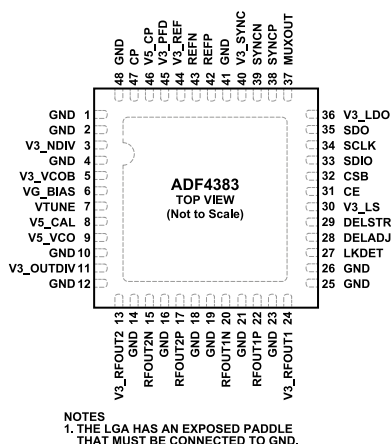 48 GND
47 CP
46 V5_CP
45 V3_PFD
44 V3_REF
43 REFN
42 REFP
41 GND
40 V3_SYNC
39 SYNCN
38 SYNCP
37 MUXOUT
GND 1
GND 2
V3_NDIV 3
GND 4
V3_VCOB 5
VG_BIAS 6
VTUNE 7
V5_CAL 8
V5_VCO 9
GND 10
V3_OUTDIV 11
GND 12
ADF4383
TOP VIEW
(Not to Scale)
36 V3_LDO
35 SDO
34 SCLK
33 SDIO
32 CSB
31 CE
30 V3_LS
29 DELSTR
28 DELADJ
27 LKDET
26 GND
25 GND
V3_RFOUT2 13
GND 14
RFOUT2N 15
GND 16
RFOUT2P 17
GND 18
GND 19
RFOUT1N 20
GND 21
RFOUT1P 22
GND 23
V3_RFOUT1 24
NOTES
1. THE LGA HAS AN EXPOSED PADDLE
THAT MUST BE CONNECTED TO GND.